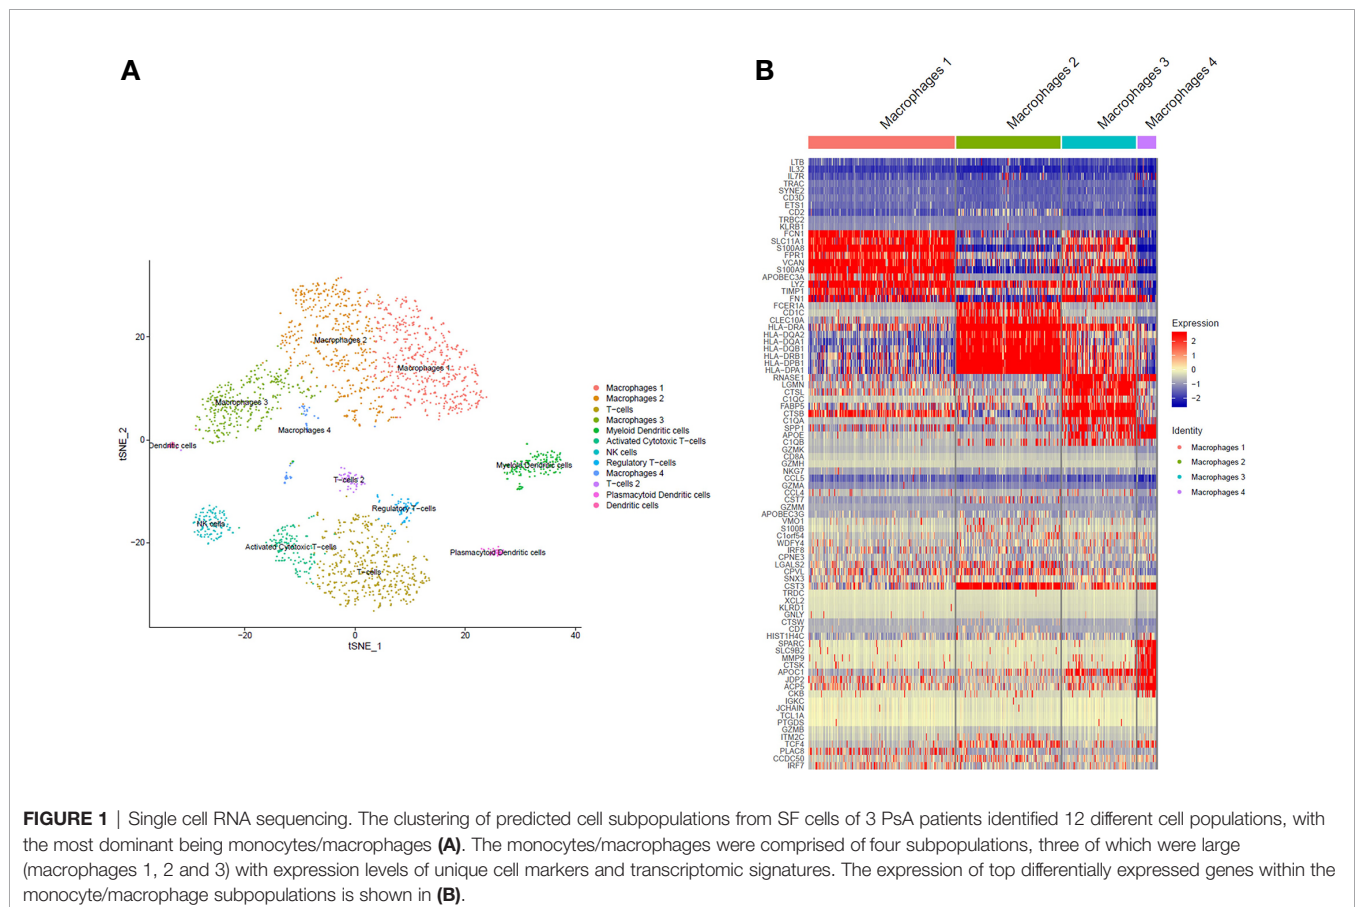 A
B
Macrophages 1
Macrophages 2
Macrophages 3
Macrophages 4
tSNE_2
20
0
−20
−20
0
20
40
tSNE_1
Macrophages 2
Macrophages 1
Macrophages 3
Macrophages 4
Dendritic cells
Myeloid Dendritic cells
T-cells 2
Regulatory T-cells
NK cells
Activated Cytotoxic T-cells
Plasmacytoid Dendritic cells
T-cells
Macrophages 1
Macrophages 2
T-cells
Macrophages 3
Myeloid Dendritic cells
Activated Cytotoxic T-cells
NK cells
Regulatory T-cells
Macrophages 4
T-cells 2
Plasmacytoid Dendritic cells
Dendritic cells
LTB
IL32
IL7R
TRAC
SYNE2
CD3D
ETS1
CD2
TRBC2
KLRB1
FCN1
SLC11A1
S100A8
FPR1
VCAN
S100A9
APOBEC3A
LYZ
TIMP1
FN1
FCER1A
CD1C
CLEC10A
HLA-DRA
HLA-DQA2
HLA-DQA1
HLA-DQB1
HLA-DRB1
HLA-DPB1
HLA-DPA1
RNASE1
LGMN
CTSL
C1QC
FABP5
CTSB
C1QA
SPP1
APOE
C1QB
GZMK
CD8A
GZMH
NKG7
CCL5
GZMA
CCL4
CST7
GZMM
APOBEC3G
VMO1
S100B
C1orf54
WDFY4
IRF8
CPNE3
LGALS2
CPVL
SNX3
CST3
TRDC
XCL2
KLRD1
GNLY
CTSW
CD7
HIST1H4C
SPARC
SLC9B2
MMP9
CTSK
APOC1
JDP2
ACP5
CKB
IGKC
JCHAIN
TCL1A
PTGDS
GZMB
ITM2C
TCF4
PLAC8
CCDC50
IRF7
Expression
2
1
0
−1
−2
Identity
Macrophages 1
Macrophages 2
Macrophages 3
Macrophages 4
FIGURE 1 | Single cell RNA sequencing. The clustering of predicted cell subpopulations from SF cells of 3 PsA patients identified 12 different cell populations, with
the most dominant being monocytes/macrophages (A). The monocytes/macrophages were comprised of four subpopulations, three of which were large
(macrophages 1, 2 and 3) with expression levels of unique cell markers and transcriptomic signatures. The expression of top differentially expressed genes within the
monocyte/macrophage subpopulations is shown in (B).